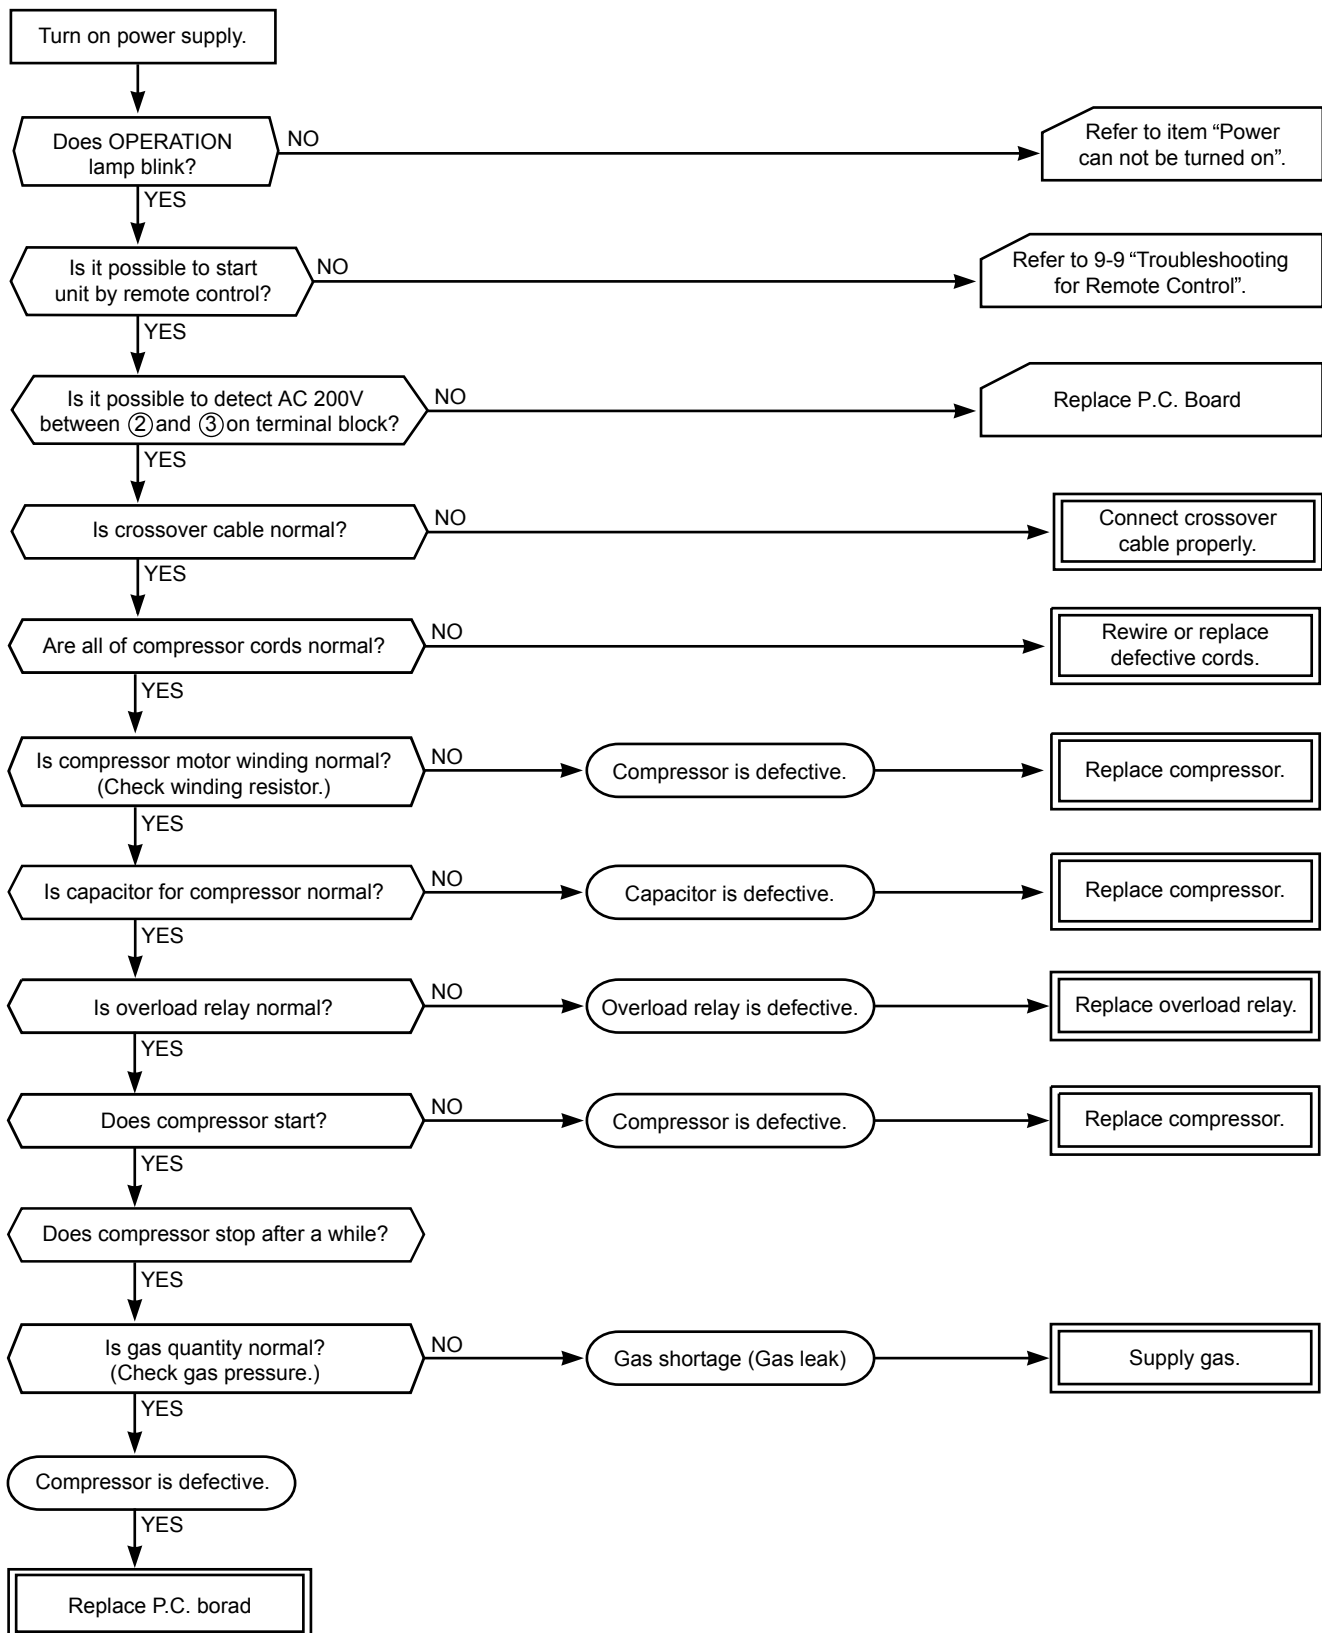 Turn on power supply.
Does OPERATION
lamp blink?
NO
Refer to item “Power
can not be turned on”.
YES
Is it possible to start
unit by remote control?
NO
Refer to 9-9 “Troubleshooting
for Remote Control”.
YES
Is it possible to detect AC 200V
between ② and ③ on terminal block?
NO
Replace P.C. Board
YES
Is crossover cable normal?
NO
Connect crossover
cable properly.
YES
Are all of compressor cords normal?
NO
Rewire or replace
defective cords.
YES
Is compressor motor winding normal?
(Check winding resistor.)
NO
Compressor is defective.
Replace compressor.
YES
Is capacitor for compressor normal?
NO
Capacitor is defective.
Replace compressor.
YES
Is overload relay normal?
NO
Overload relay is defective.
Replace overload relay.
YES
Does compressor start?
NO
Compressor is defective.
Replace compressor.
YES
Does compressor stop after a while?
YES
Is gas quantity normal?
(Check gas pressure.)
NO
Gas shortage (Gas leak)
Supply gas.
YES
Compressor is defective.
YES
Replace P.C. borad